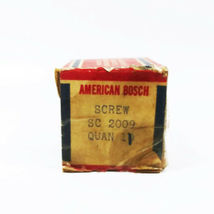 AMERICAN BOSCH
SCREW
SC 2009
QUAN 1